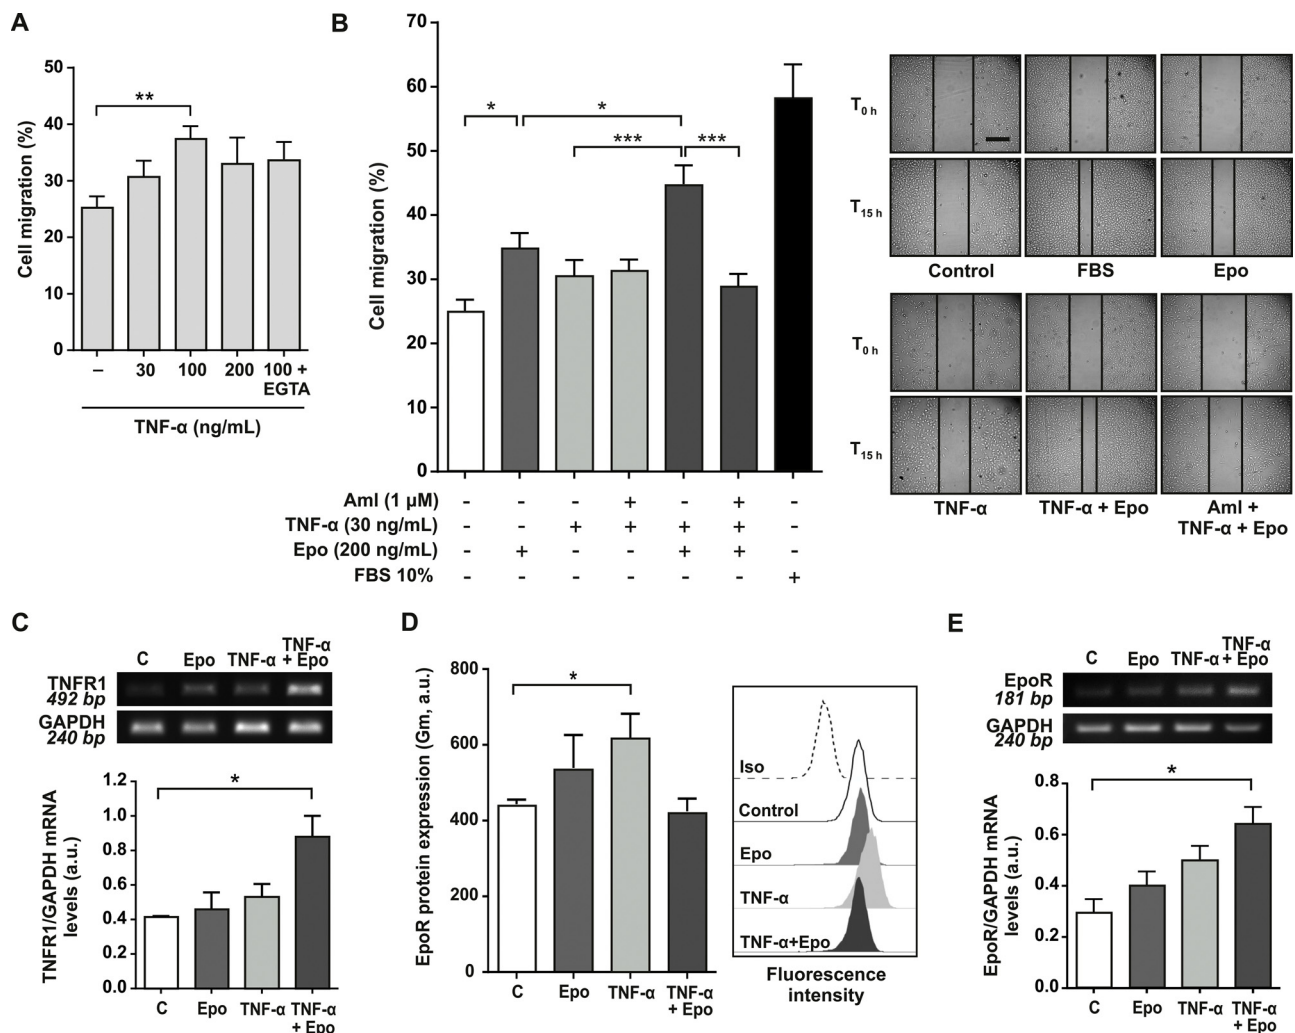 A
50
40
30
20
10
0
Cell migration (%)
**
– 30 100 200 100 +
EGTA
TNF-α (ng/mL)
B
70
60
50
40
30
20
10
0
Cell migration (%)
* * *** ***
Aml (1 µM) - - - + - + -
TNF-α (30 ng/mL) - - + + + + -
Epo (200 ng/mL) - + - - + + -
FBS 10% - - - - - - +
T0 h
T15 h
Control FBS Epo
T0 h
T15 h
TNF-α TNF-α + Epo Aml +
TNF-α + Epo
C
C Epo TNF-α TNF-α
+ Epo
TNFR1
492 bp
GAPDH
240 bp
1.2
1.0
0.8
0.6
0.4
0.2
0.0
TNFR1/GAPDH mRNA
levels (a.u.)
*
C Epo TNF-α TNF-α
+ Epo
D
800
600
400
200
0
EpoR protein expression (Gm, a.u.)
*
C Epo TNF-α TNF-α
+ Epo
Iso
Control
Epo
TNF-α
TNF-α+Epo
Fluorescence
intensity
E
C Epo TNF-α TNF-α
+ Epo
EpoR
181 bp
GAPDH
240 bp
0.8
0.6
0.4
0.2
0.0
EpoR/GAPDH mRNA
levels (a.u.)
*
C Epo TNF-α TNF-α
+ Epo